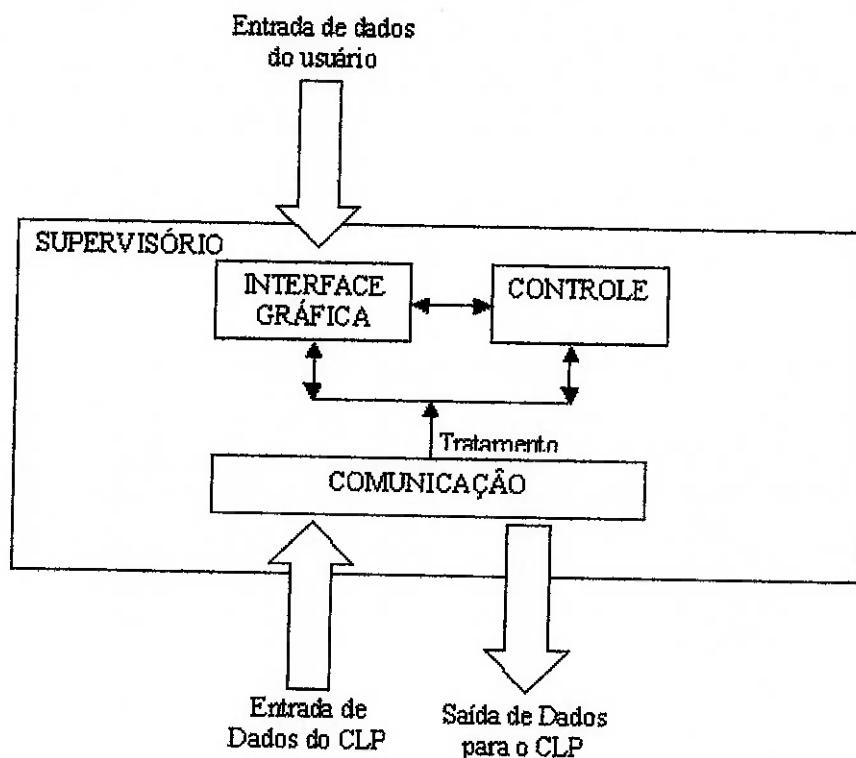 Entrada de dados
do usuário
SUPERVISÓRIO
INTERFACE
GRÁFICA
CONTROLE
Tratamento
COMUNICAÇÃO
Entrada de
Dados do CLP
Saída de Dados
para o CLP